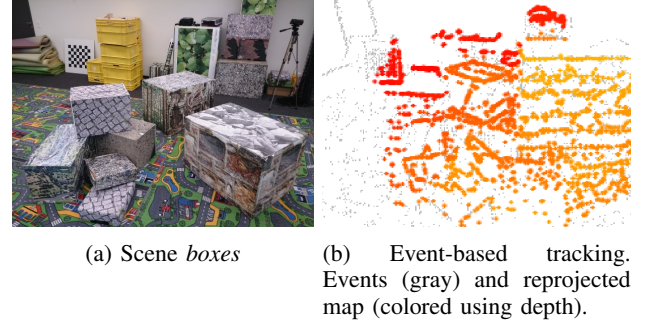 (a) Scene boxes
(b) Event-based tracking.
Events (gray) and reprojected
map (colored using depth).